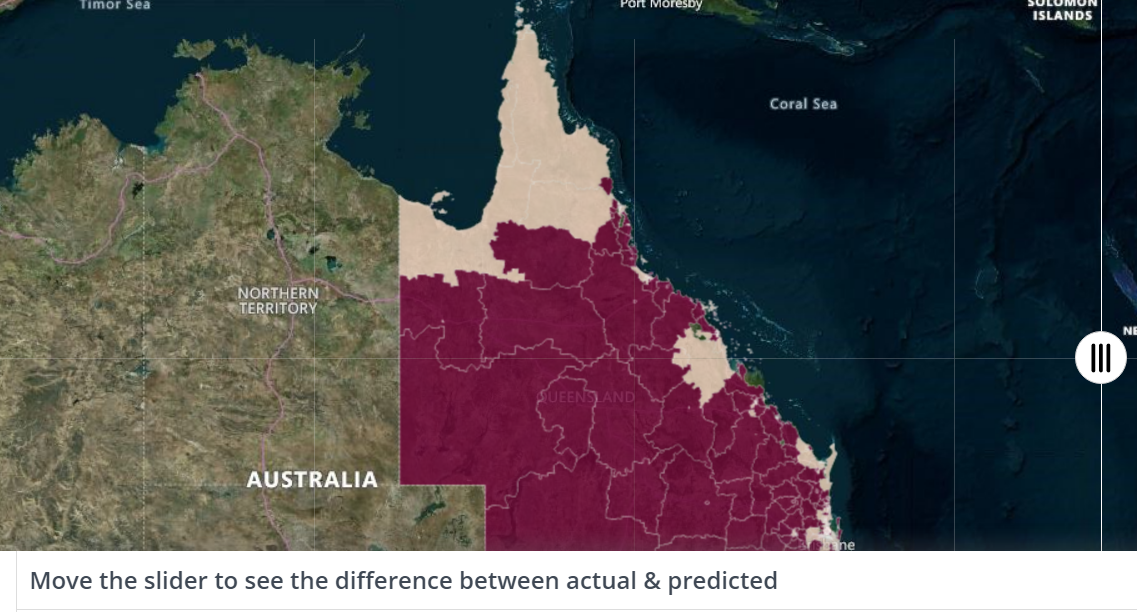 Timor Sea
Port Moresby
SOLOMON
ISLANDS
Coral Sea
NORTHERN
TERRITORY
NE
QUEENSLAND
AUSTRALIA
ne
Move the slider to see the difference between actual & predicted